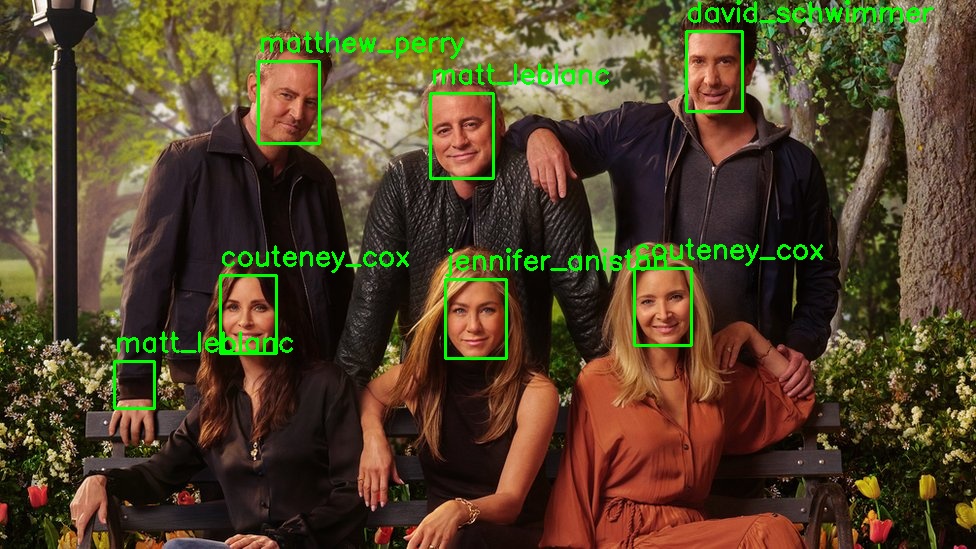 david_schwimmer
matthew_perry
matt_leblanc
couteney_cox
jennifer_aniston
couteney_cox
matt_leblanc